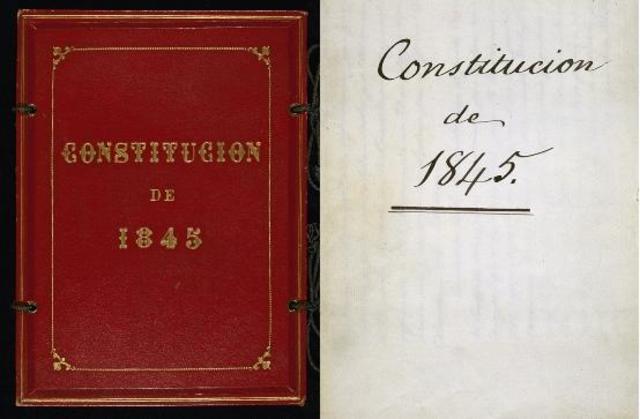 CONSTITUCION
DE
1845
Constitucion
de
1845.